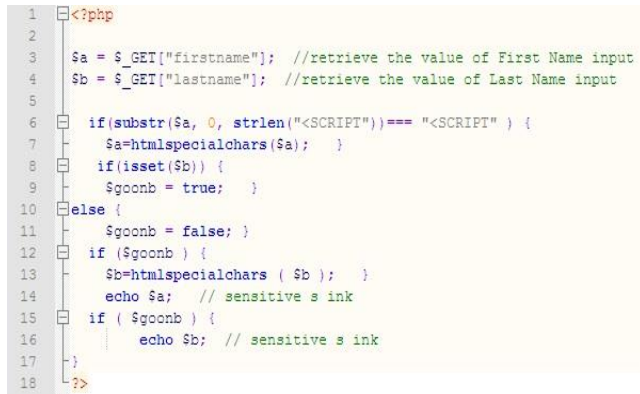 1 <?php
2
3 $a = $_GET["firstname"]; //retrieve the value of First Name input
4 $b = $_GET["lastname"]; //retrieve the value of Last Name input
5
6 if(substr($a, 0, strlen("<SCRIPT"))=== "<SCRIPT" ) {
7 $a=htmlspecialchars($a); }
8 if(isset($b)) {
9 $goonb = true; }
10 else {
11 $goonb = false; }
12 if ($goonb ) {
13 $b=htmlspecialchars ( $b ); }
14 echo $a; // sensitive s ink
15 if ( $goonb ) {
16 echo $b; // sensitive s ink
17 }
18 ?>